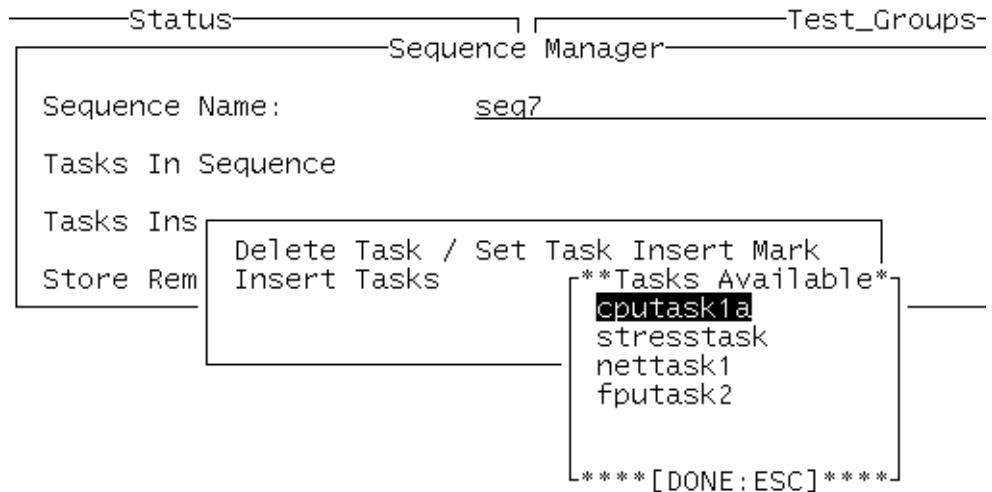 Status Test_Groups
Sequence Manager
Sequence Name: seq7
Tasks In Sequence
Tasks Ins
Delete Task / Set Task Insert Mark
Store Rem Insert Tasks
**Tasks Available*
cputask1a
stresstask
nettask1
fputask2
****[DONE:ESC]****